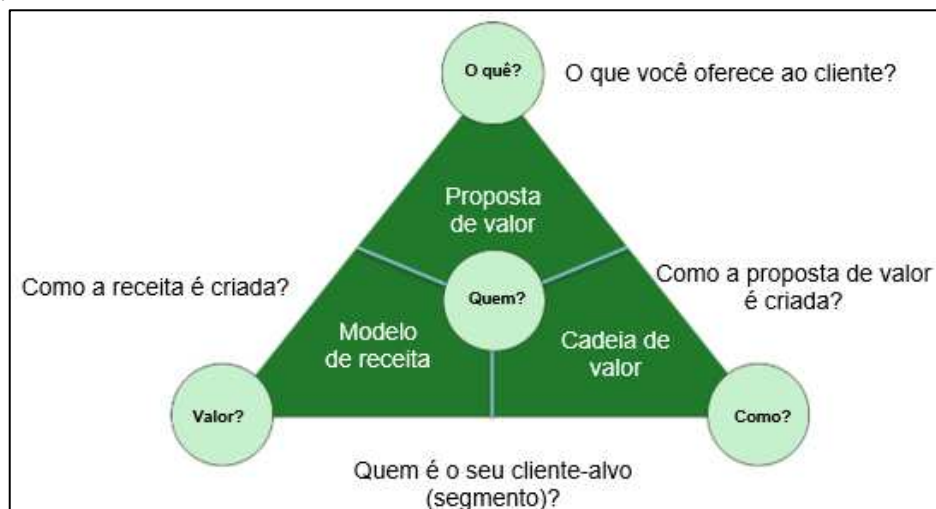 O quê?
O que você oferece ao cliente?
Proposta
de valor
Como a receita é criada?
Quem?
Como a proposta de valor
é criada?
Modelo
de receita
Cadeia de
valor
Valor?
Como?
Quem é o seu cliente-alvo
(segmento)?